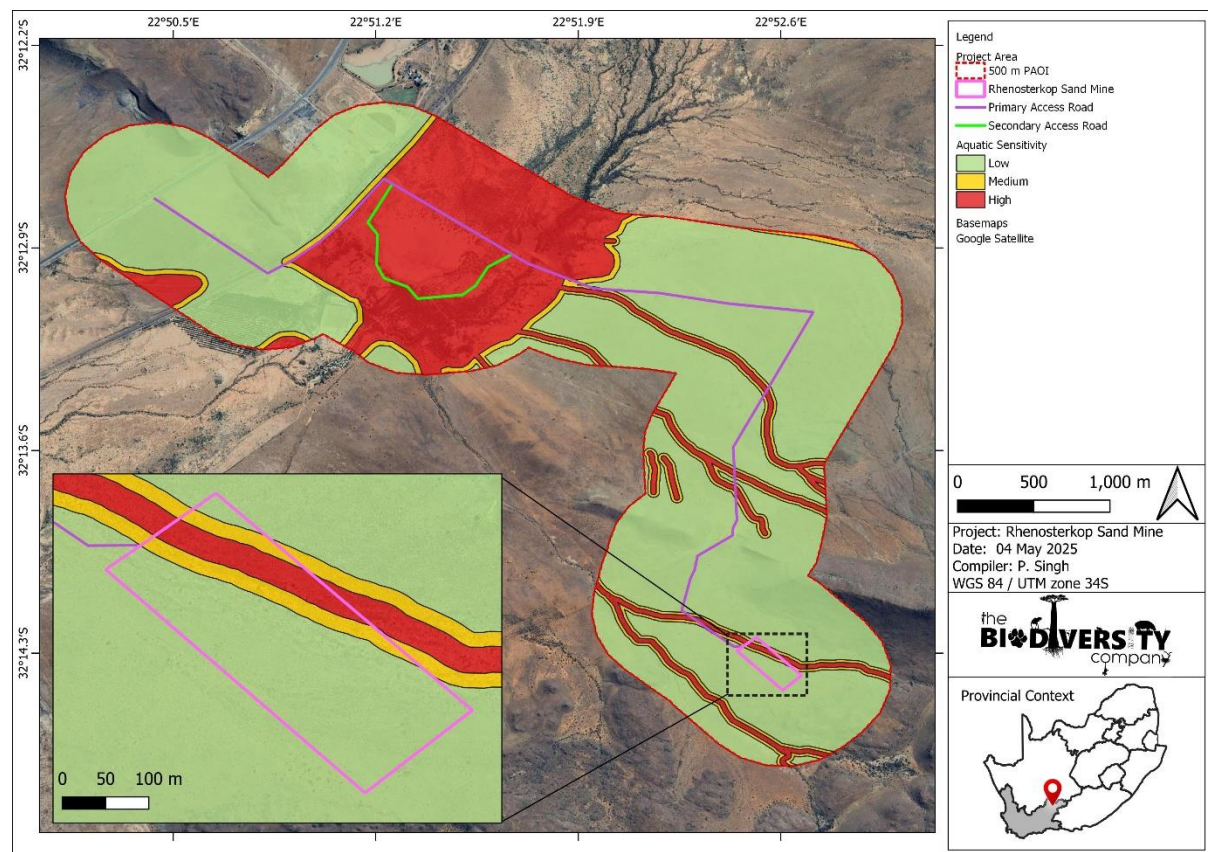 22°50.5'E
22°51.2'E
22°51.9'E
22°52.6'E
32°12.2'S
32°12.9'S
32°13.6'S
32°14.3'S
0 50 100 m
Legend
Project Area
500 m PAOI
Rhenosterkop Sand Mine
Primary Access Road
Secondary Access Road
Aquatic Sensitivity
Low
Medium
High
Basemaps
Google Satellite
0 500 1,000 m
Project: Rhenosterkop Sand Mine
Date: 04 May 2025
Compiler: P. Singh
WGS 84 / UTM zone 34S
the
BIODIVERSITY
company
Provincial Context